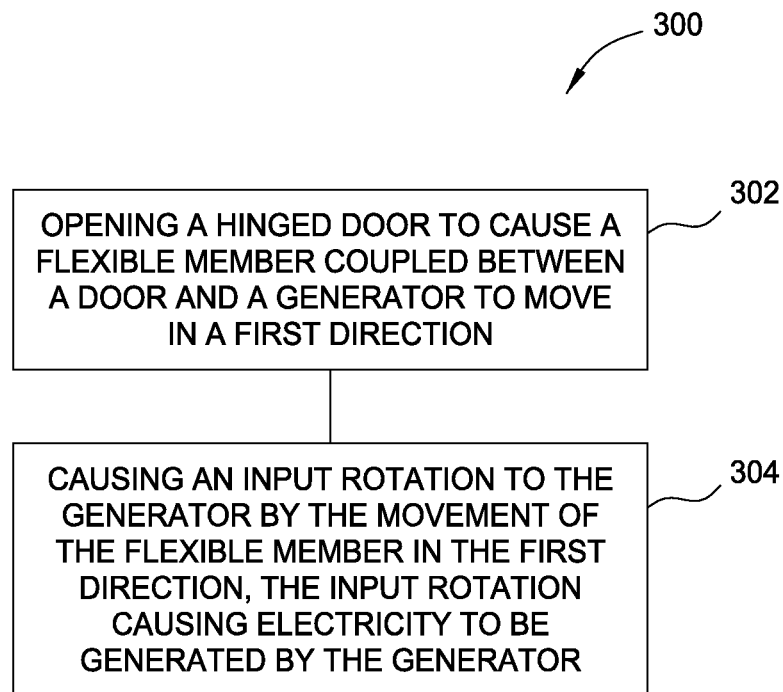 300
302
OPENING A HINGED DOOR TO CAUSE A
FLEXIBLE MEMBER COUPLED BETWEEN
A DOOR AND A GENERATOR TO MOVE
IN A FIRST DIRECTION
304
CAUSING AN INPUT ROTATION TO THE
GENERATOR BY THE MOVEMENT OF
THE FLEXIBLE MEMBER IN THE FIRST
DIRECTION, THE INPUT ROTATION
CAUSING ELECTRICITY TO BE
GENERATED BY THE GENERATOR